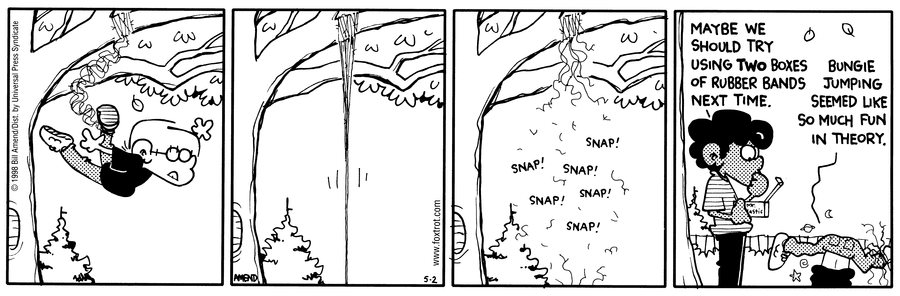 © 1998 Bill Amend/Dist. by Universal Press Syndicate
AMEND
5-2
www.foxtrot.com
SNAP!
SNAP!
SNAP!
SNAP!
SNAP!
SNAP!
MAYBE WE
SHOULD TRY
USING TWO BOXES
OF RUBBER BANDS
NEXT TIME.
BUNGIE
JUMPING
SEEMED LIKE
SO MUCH FUN
IN THEORY.